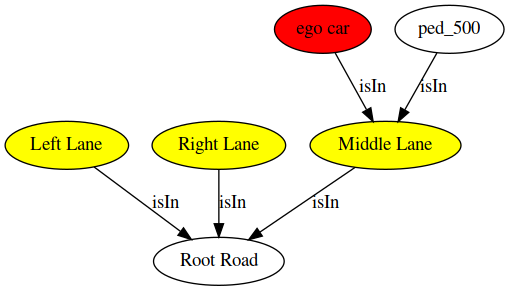 ego car
ped_500
isIn
isIn
Left Lane
Right Lane
Middle Lane
isIn
isIn
isIn
Root Road